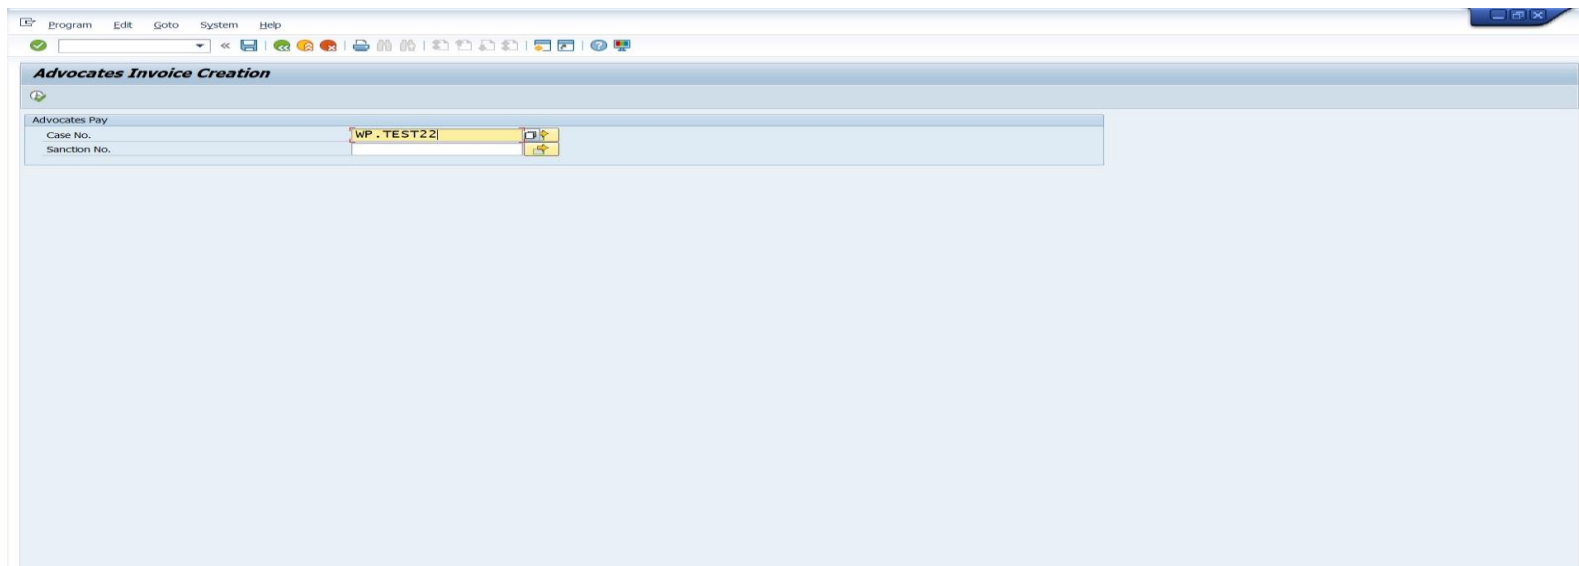 Program Edit Goto System Help
Advocates Invoice Creation
Advocates Pay
Case No. WP.TEST22
Sanction No.